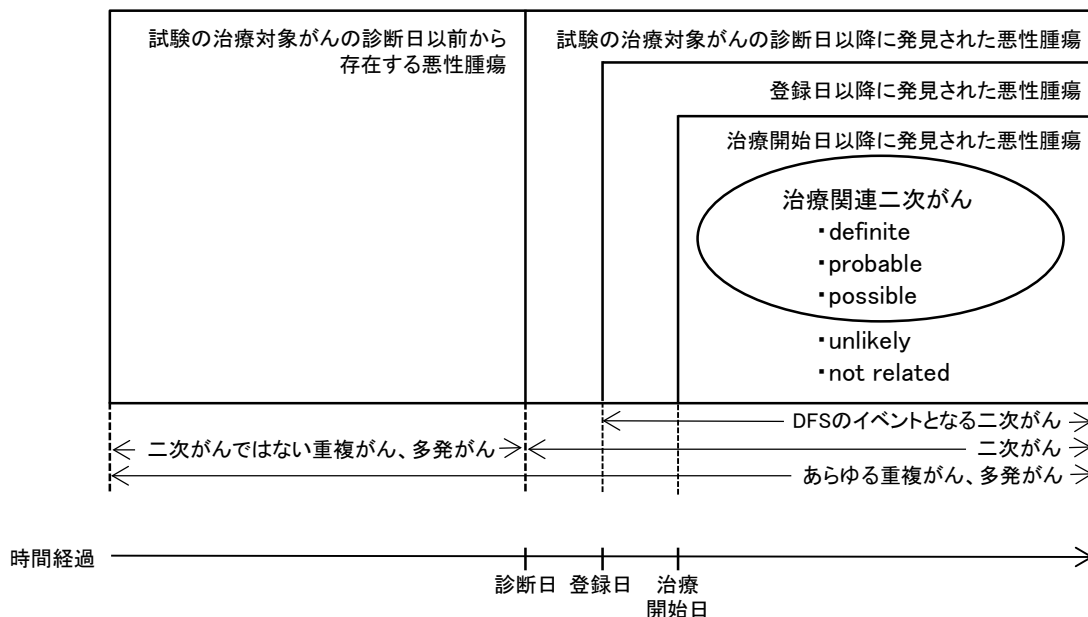 試験の治療対象がんの診断日以前から
存在する悪性腫瘍
試験の治療対象がんの診断日以降に発見された悪性腫瘍
登録日以降に発見された悪性腫瘍
治療開始日以降に発見された悪性腫瘍
治療関連二次がん
・definite
・probable
・possible
・unlikely
・not related
DFSのイベントとなる二次がん
二次がんではない重複がん、多発がん
二次がん
あらゆる重複がん、多発がん
時間経過
診断日
登録日
治療
開始日